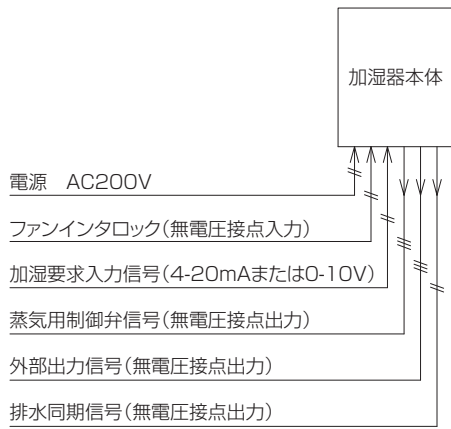 加湿器本体
電源　AC200V
ファンインタロック(無電圧接点入力)
加湿要求入力信号(4-20mAまたは0-10V)
蒸気用制御弁信号(無電圧接点出力)
外部出力信号(無電圧接点出力)
排水同期信号(無電圧接点出力)